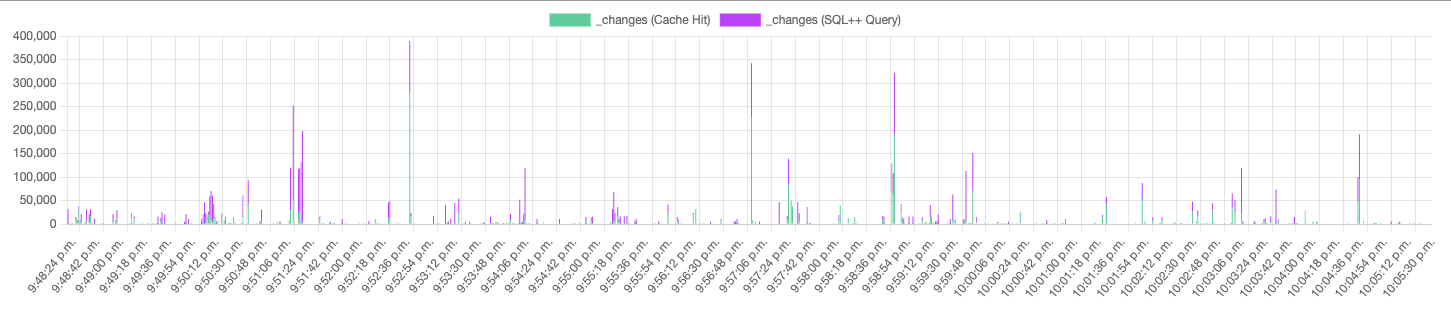 _changes (Cache Hit) _changes (SQL++ Query)
400,000
350,000
300,000
250,000
200,000
150,000
100,000
50,000
0
9:48:24 p.m.
9:48:42 p.m.
9:49:00 p.m.
9:49:18 p.m.
9:49:36 p.m.
9:49:54 p.m.
9:50:12 p.m.
9:50:30 p.m.
9:50:48 p.m.
9:51:06 p.m.
9:51:24 p.m.
9:51:42 p.m.
9:52:00 p.m.
9:52:18 p.m.
9:52:36 p.m.
9:52:54 p.m.
9:53:12 p.m.
9:53:30 p.m.
9:53:48 p.m.
9:54:06 p.m.
9:54:24 p.m.
9:54:42 p.m.
9:55:00 p.m.
9:55:18 p.m.
9:55:36 p.m.
9:55:54 p.m.
9:56:12 p.m.
9:56:30 p.m.
9:56:48 p.m.
9:57:06 p.m.
9:57:24 p.m.
9:57:42 p.m.
9:58:00 p.m.
9:58:18 p.m.
9:58:36 p.m.
9:58:54 p.m.
9:59:12 p.m.
9:59:30 p.m.
9:59:48 p.m.
10:00:06 p.m.
10:00:24 p.m.
10:00:42 p.m.
10:01:00 p.m.
10:01:18 p.m.
10:01:36 p.m.
10:01:54 p.m.
10:02:12 p.m.
10:02:30 p.m.
10:02:48 p.m.
10:03:06 p.m.
10:03:24 p.m.
10:03:42 p.m.
10:04:00 p.m.
10:04:18 p.m.
10:04:36 p.m.
10:04:54 p.m.
10:05:12 p.m.
10:05:30 p.m.